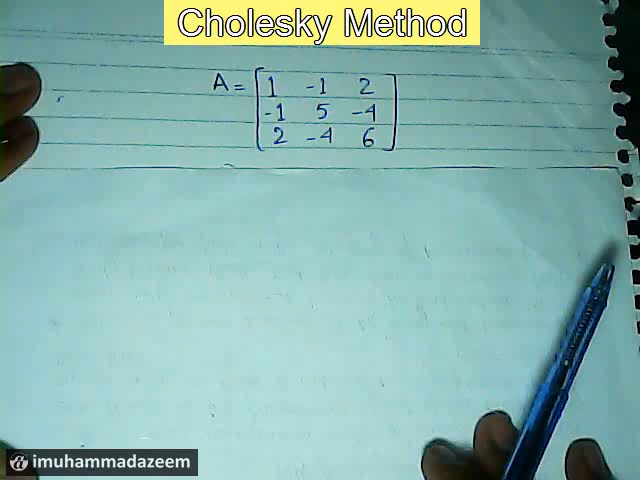 Cholesky Method
A = [ 1 -1 2
-1 5 -4
2 -4 6 ]
imuhammadazeem